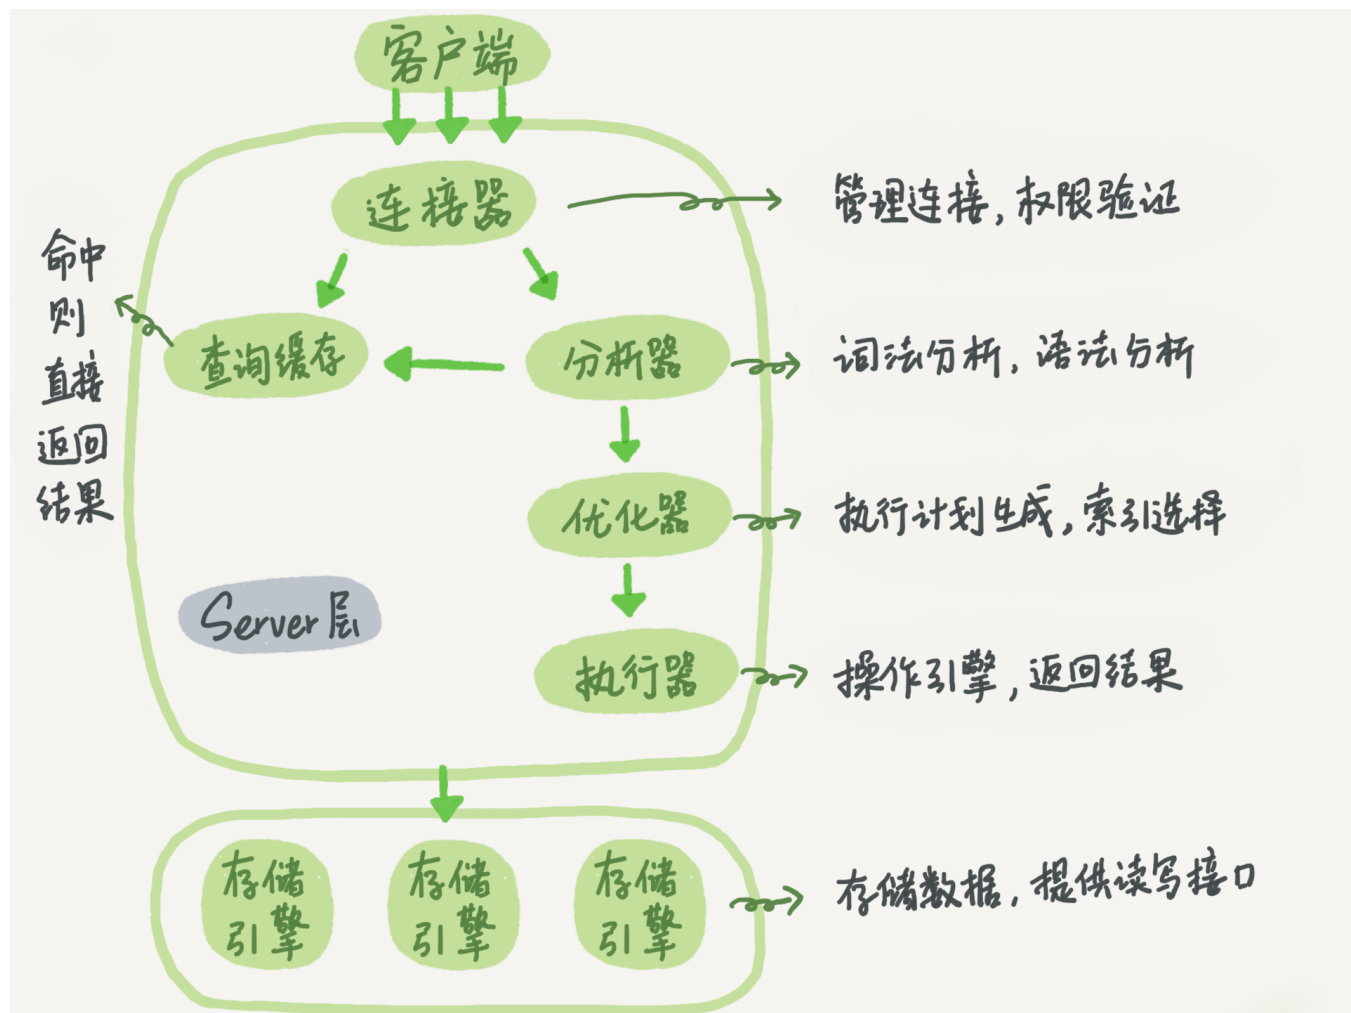 客户端
连接器
管理连接,权限验证
命中
则
直接
返回
结果
查询缓存
分析器
词法分析,语法分析
优化器
执行计划生成,索引选择
Server层
执行器
操作引擎,返回结果
存储
引擎
存储
引擎
存储
引擎
存储数据,提供读写接口